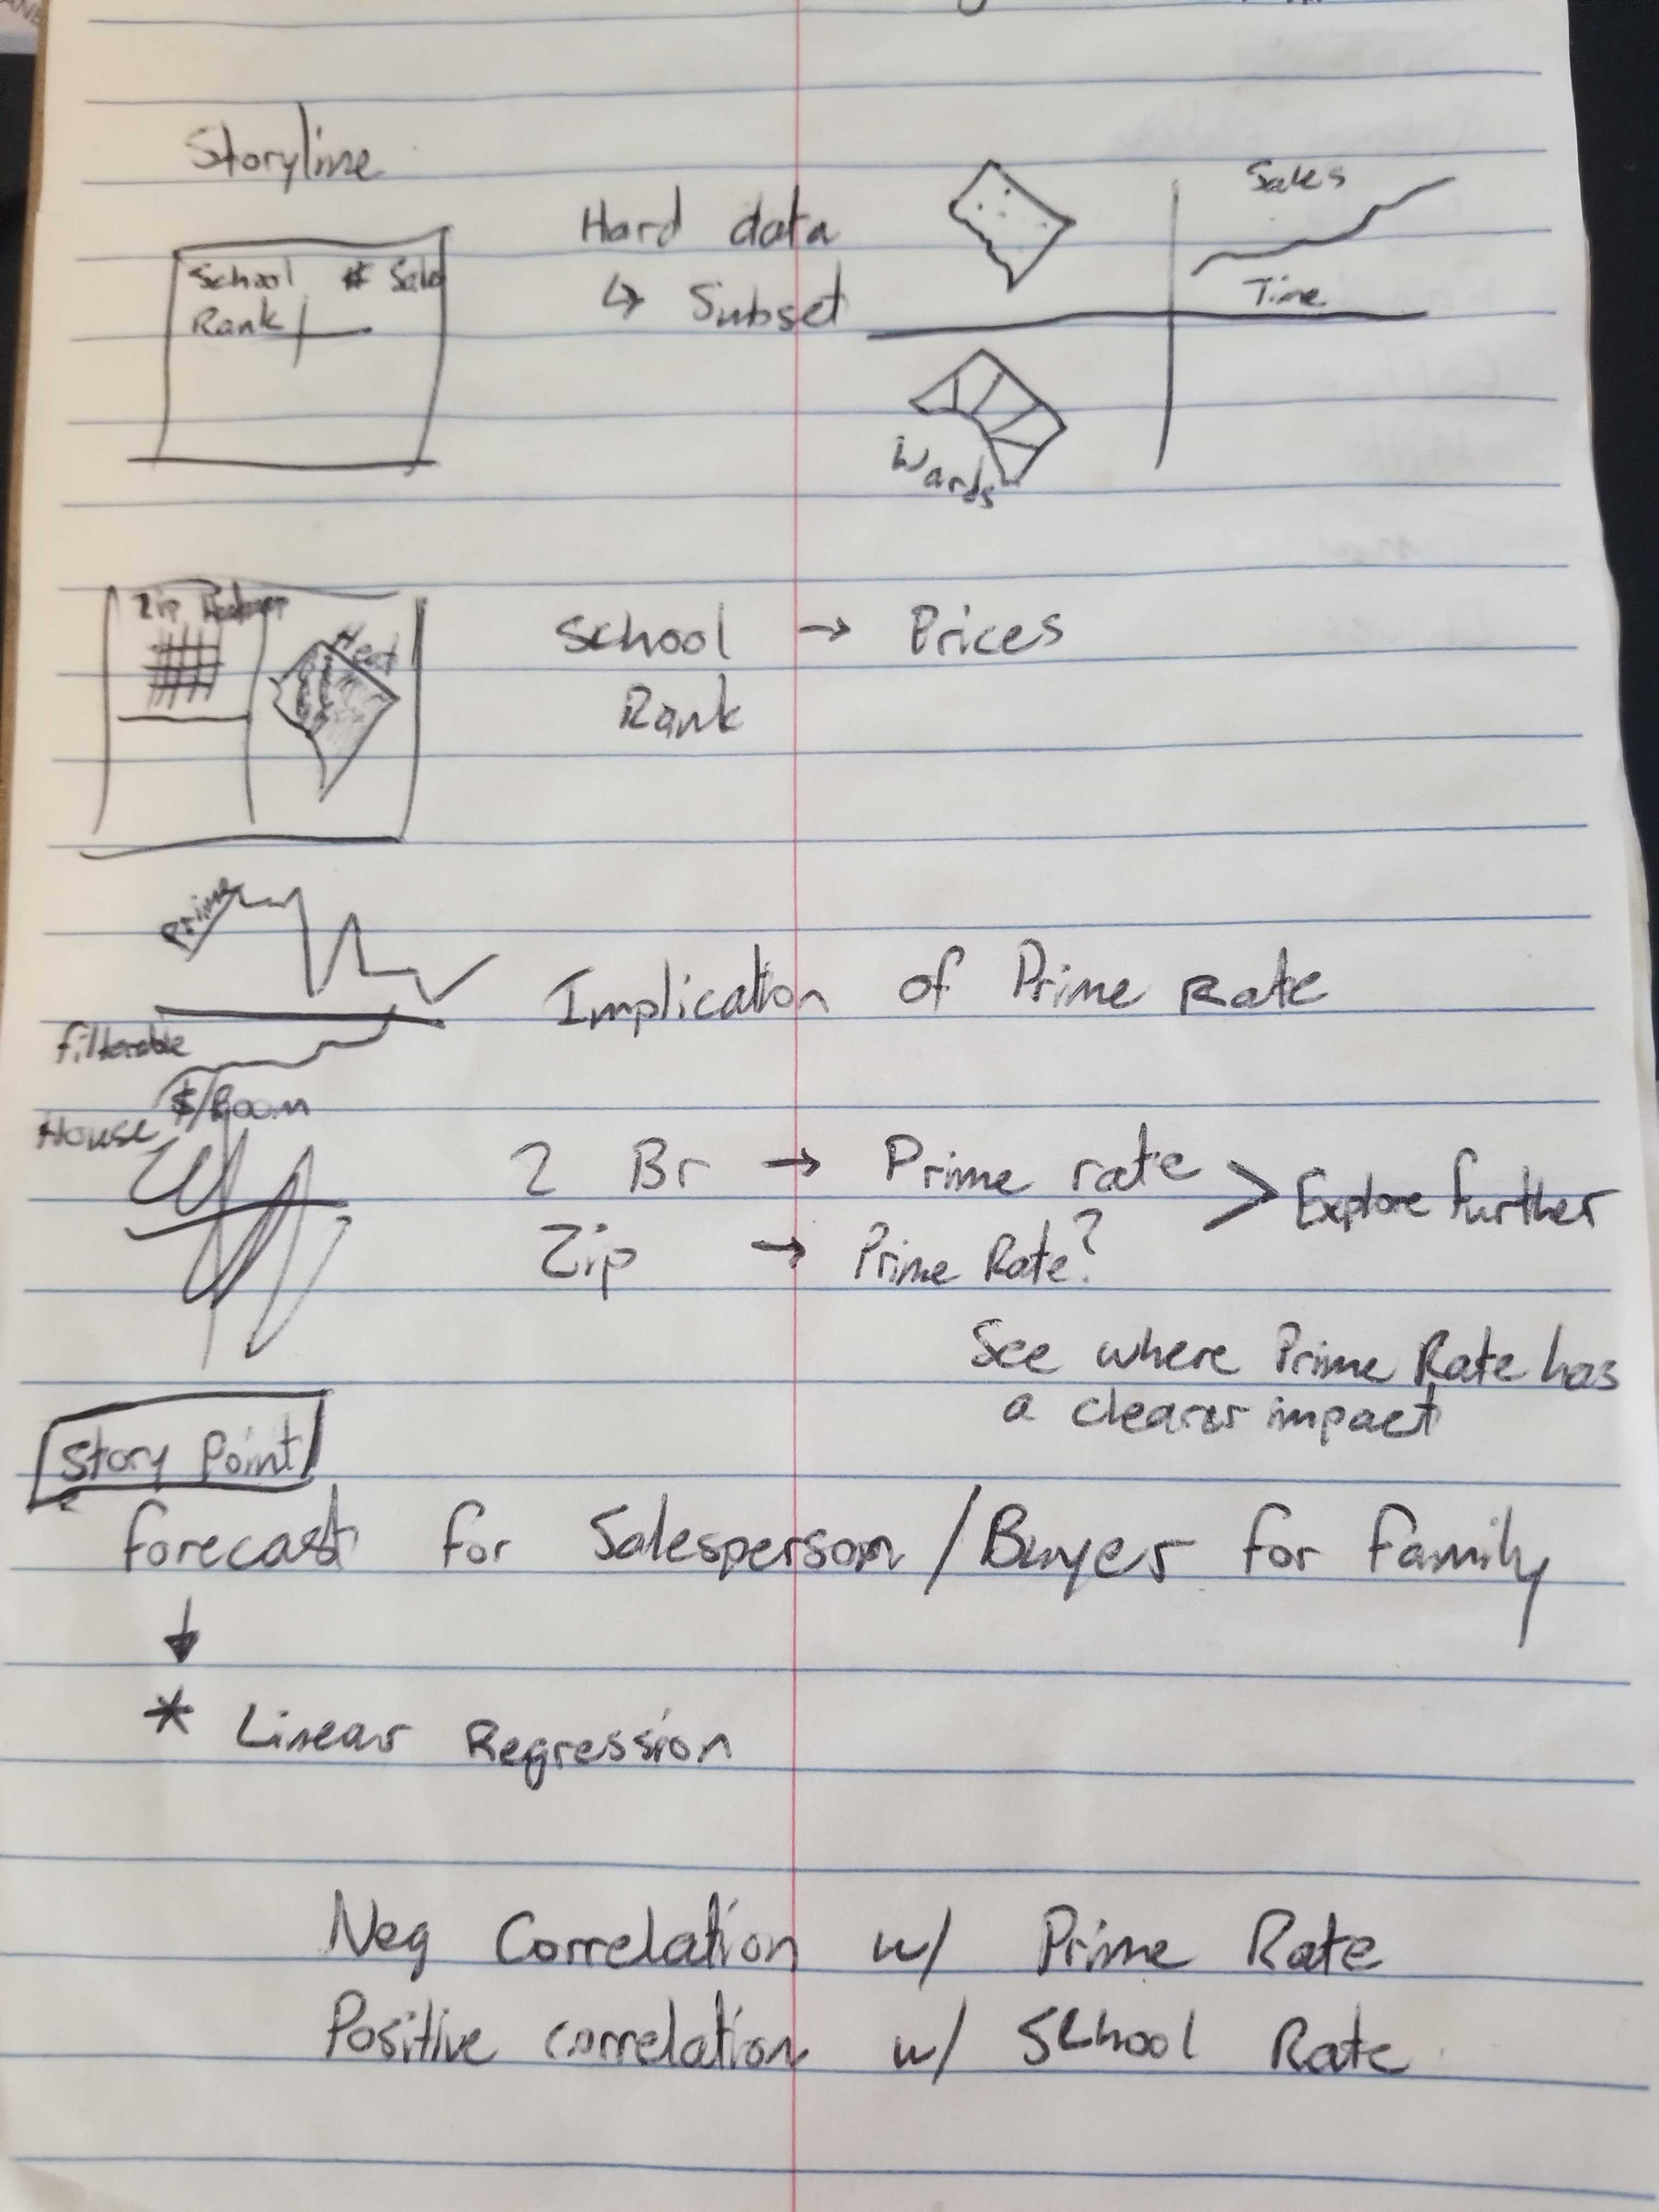 Storyline
School # Sales
Rank
Hard data
↳ Subset
Sales
Time
Wards
Zip Heatmap
Heat
School → Prices
Rank
Prime
Implication of Prime Rate
filterable
$/Room
House
2 Br → Prime rate > Explore further
Zip → Prime Rate?
See where Prime Rate has
a clearer impact
Story Point
Forecast for Salesperson/Buyer for Family
↓
* Linear Regression
Neg Correlation w/ Prime Rate
Positive correlation w/ School Rate